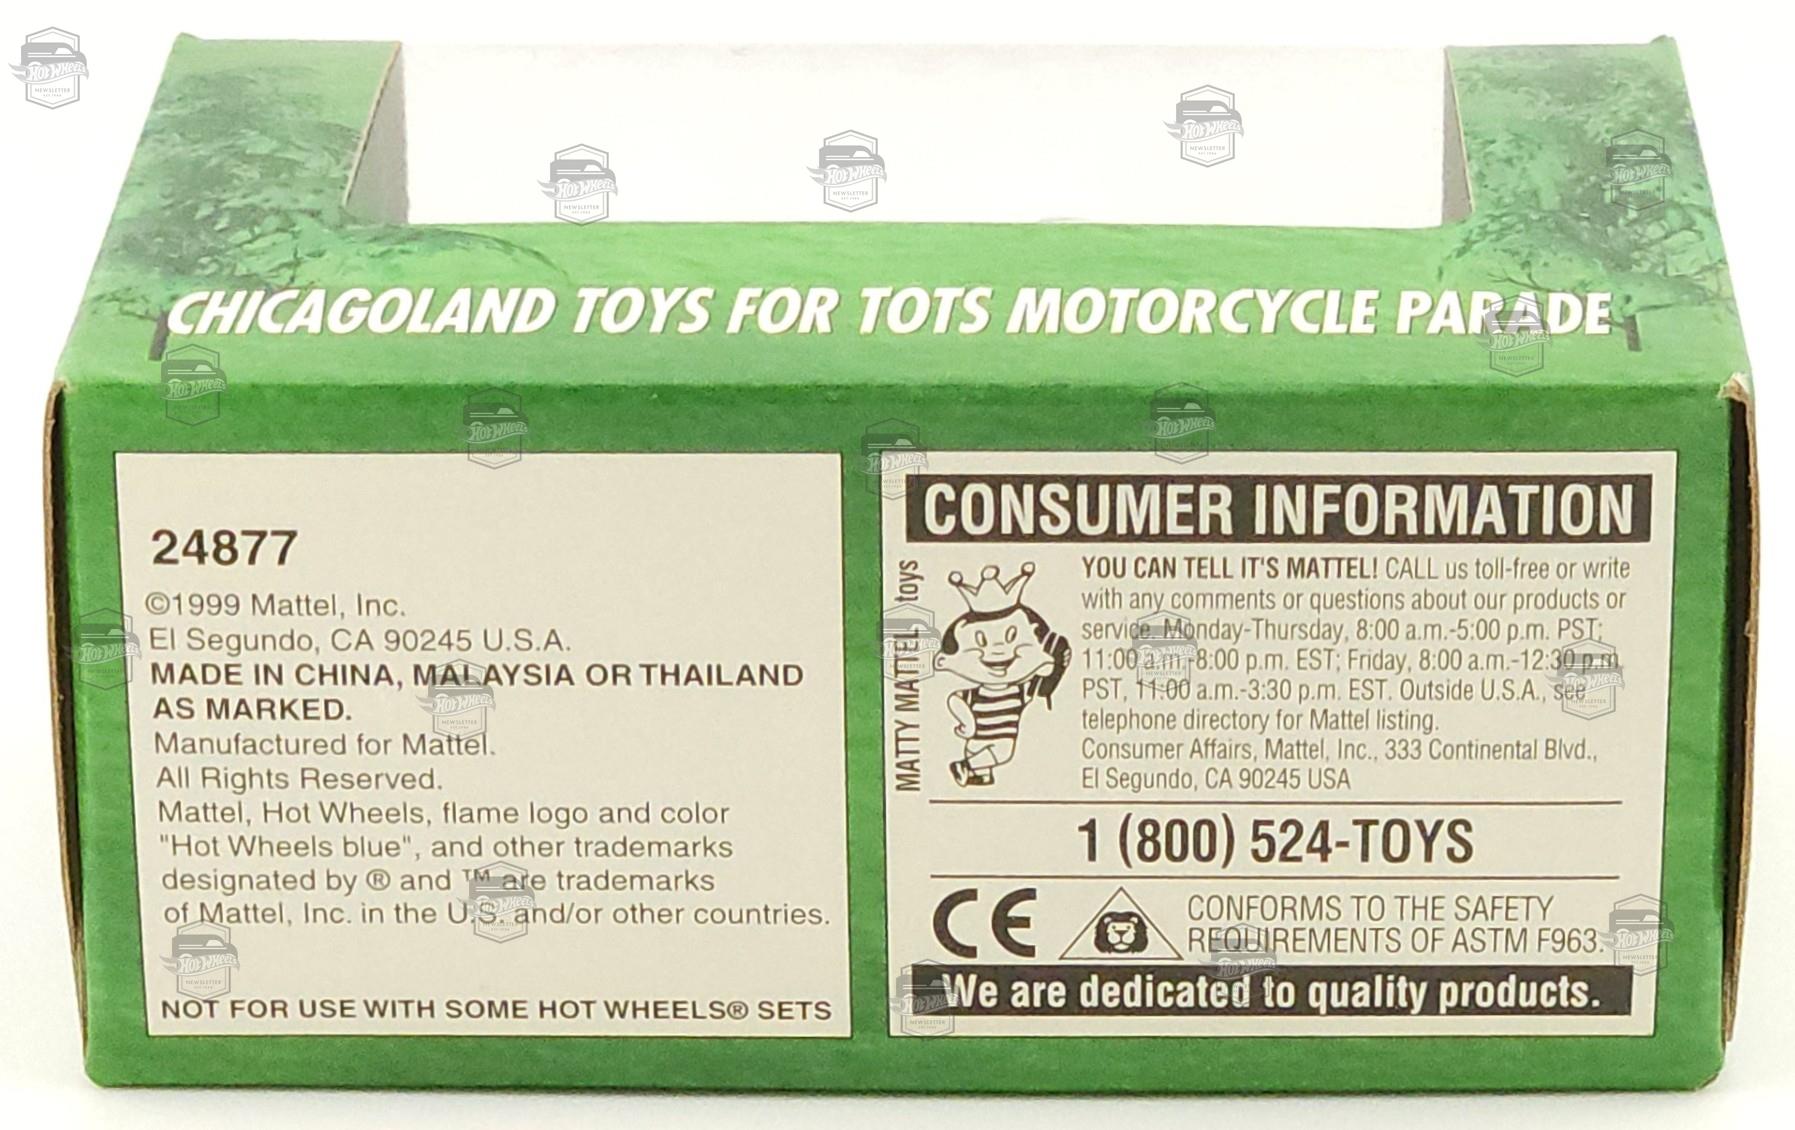 CHICAGOLAND TOYS FOR TOTS MOTORCYCLE PARADE
24877
©1999 Mattel, Inc.
El Segundo, CA 90245 U.S.A.
MADE IN CHINA, MALAYSIA OR THAILAND
AS MARKED.
Manufactured for Mattel.
All Rights Reserved.
Mattel, Hot Wheels, flame logo and color
"Hot Wheels blue", and other trademarks
designated by ® and ™ are trademarks
of Mattel, Inc. in the U.S. and/or other countries.
NOT FOR USE WITH SOME HOT WHEELS® SETS
CONSUMER INFORMATION
MATTY MATTEL toys
YOU CAN TELL IT'S MATTEL! CALL us toll-free or write
with any comments or questions about our products or
service. Monday-Thursday, 8:00 a.m.-5:00 p.m. PST;
11:00 a.m.-8:00 p.m. EST; Friday, 8:00 a.m.-12:30 p.m.
PST, 11:00 a.m.-3:30 p.m. EST. Outside U.S.A., see
telephone directory for Mattel listing.
Consumer Affairs, Mattel, Inc., 333 Continental Blvd.,
El Segundo, CA 90245 USA
1 (800) 524-TOYS
CE
CONFORMS TO THE SAFETY
REQUIREMENTS OF ASTM F963.
We are dedicated to quality products.
Hot Wheels
NEWSLETTER